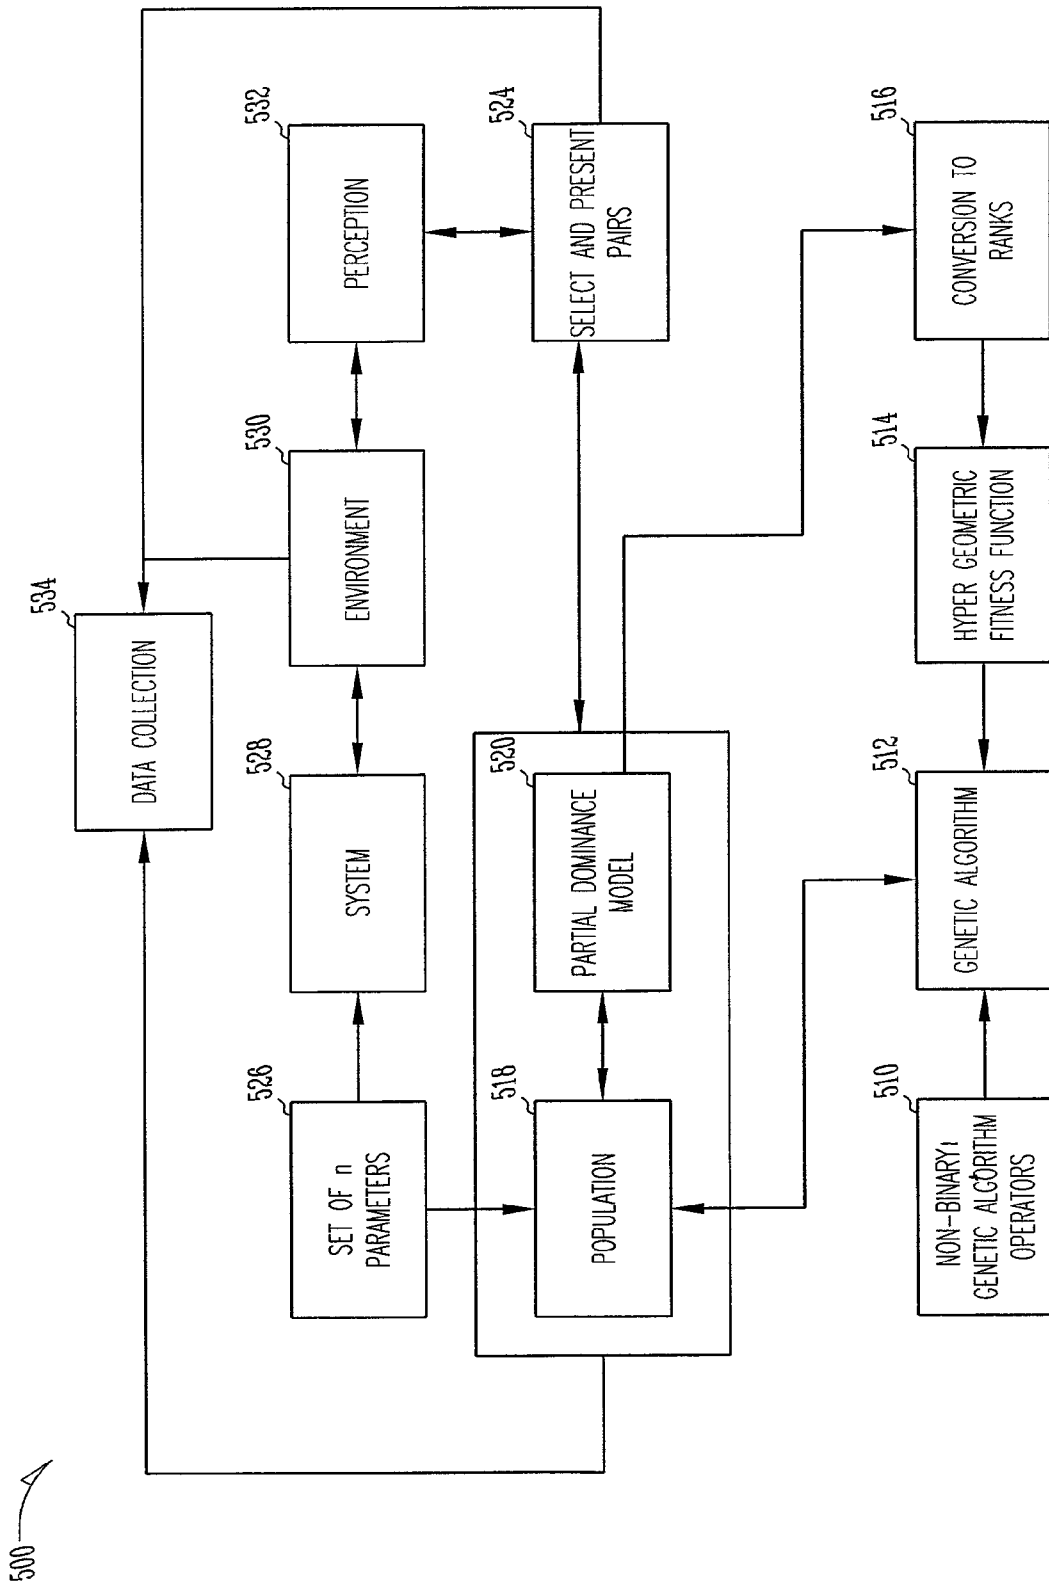 500
534
DATA COLLECTION
526
SET OF n
PARAMETERS
528
SYSTEM
530
ENVIRONMENT
532
PERCEPTION
518
POPULATION
520
PARTIAL DOMINANCE
MODEL
524
SELECT AND PRESENT
PAIRS
510
NON-BINARY
GENETIC ALGORITHM
OPERATORS
512
GENETIC ALGORITHM
514
HYPER GEOMETRIC
FITNESS FUNCTION
516
CONVERSION TO
RANKS